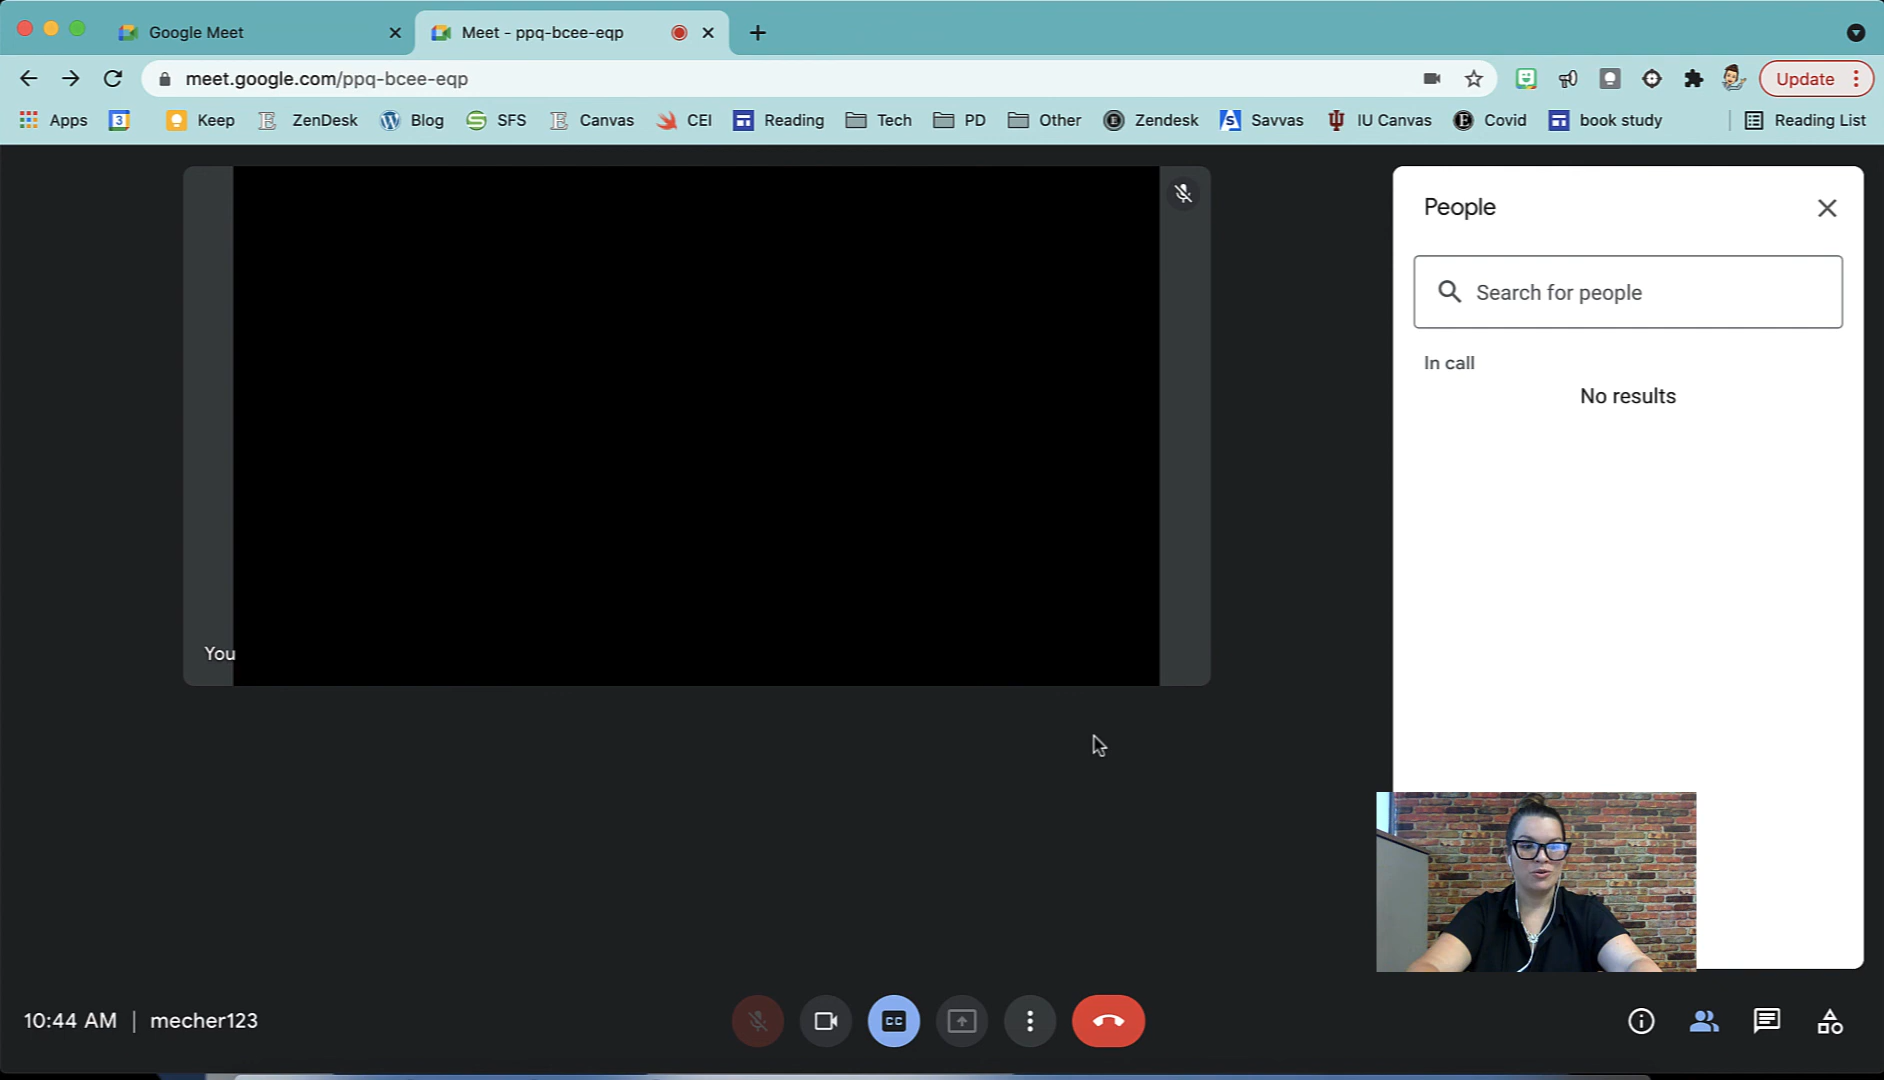 Google Meet
Meet - ppq-bcee-eqp
meet.google.com/ppq-bcee-eqp
Update
Apps
3
Keep
ZenDesk
Blog
SFS
Canvas
CEI
Reading
Tech
PD
Other
Zendesk
Savvas
IU Canvas
Covid
book study
Reading List
You
People
Search for people
In call
No results
10:44 AM | mecher123
CC